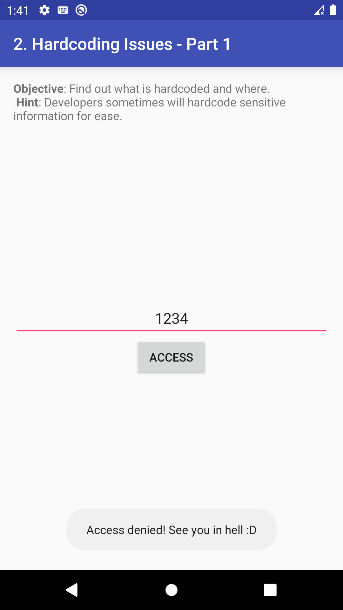 1:41
2. Hardcoding Issues - Part 1
Objective: Find out what is hardcoded and where.
Hint: Developers sometimes will hardcode sensitive
information for ease.
1234
ACCESS
Access denied! See you in hell :D